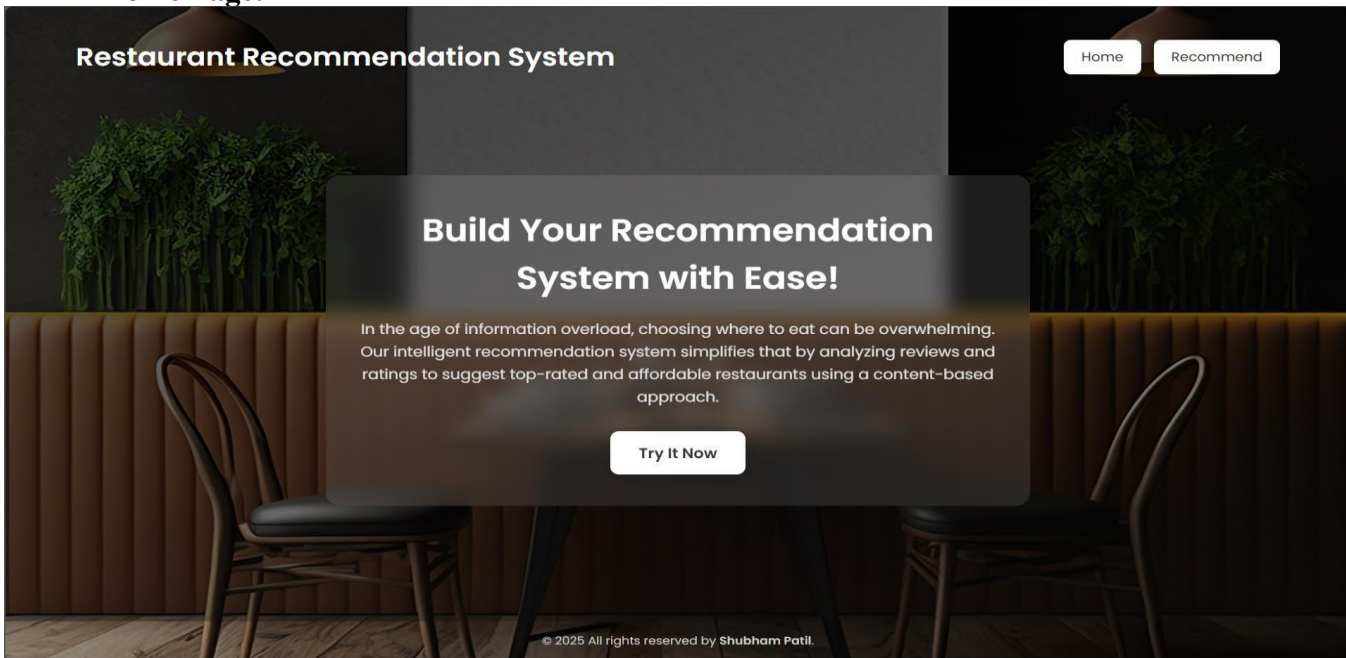 Restaurant Recommendation System
Home
Recommend
Build Your Recommendation
System with Ease!
In the age of information overload, choosing where to eat can be overwhelming.
Our intelligent recommendation system simplifies that by analyzing reviews and
ratings to suggest top-rated and affordable restaurants using a content-based
approach.
Try It Now
© 2025 All rights reserved by Shubham Patil.